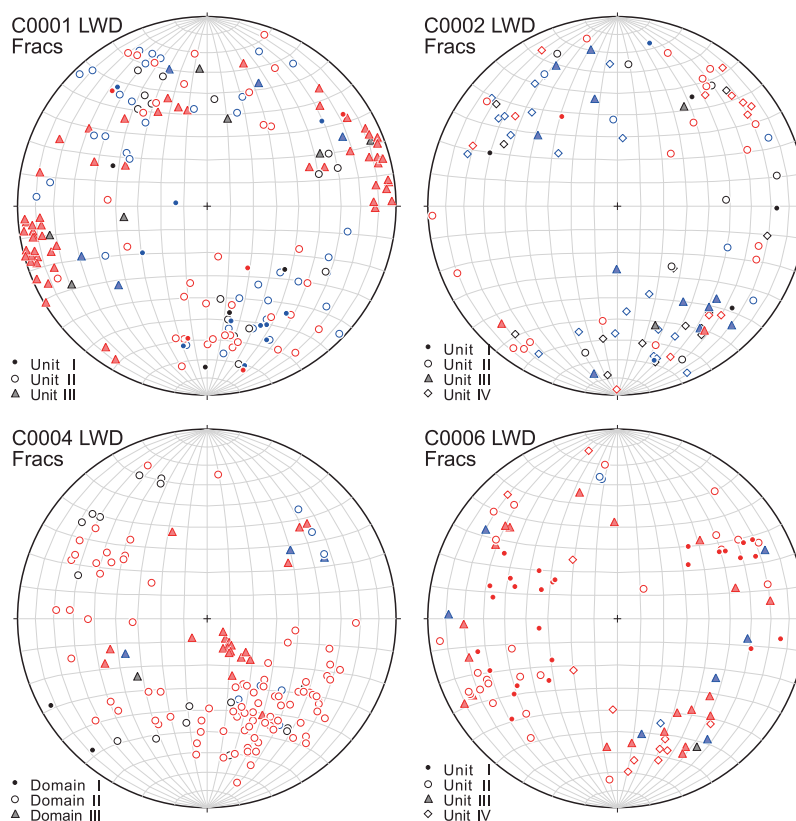 C0001 LWD
Fracs
Unit I
Unit II
Unit III
C0002 LWD
Fracs
Unit I
Unit II
Unit III
Unit IV
C0004 LWD
Fracs
Domain I
Domain II
Domain III
C0006 LWD
Fracs
Unit I
Unit II
Unit III
Unit IV